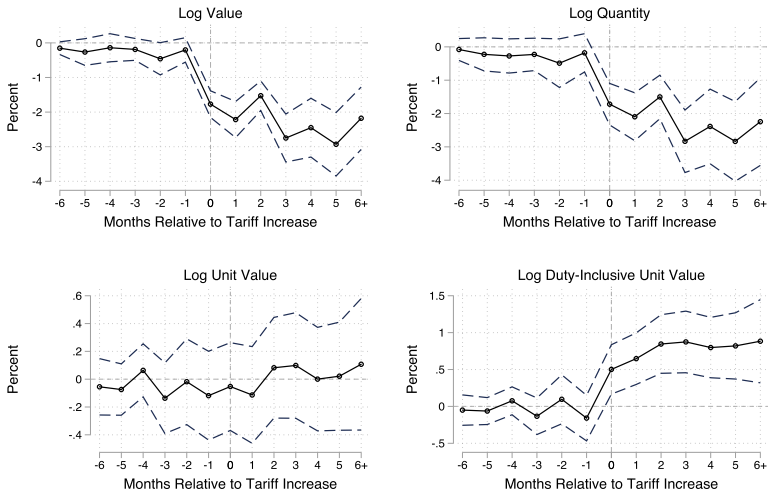 Log Value
Percent
0
-1
-2
-3
-4
-6 -5 -4 -3 -2 -1 0 1 2 3 4 5 6+
Months Relative to Tariff Increase
Log Quantity
Percent
0
-1
-2
-3
-4
-6 -5 -4 -3 -2 -1 0 1 2 3 4 5 6+
Months Relative to Tariff Increase
Log Unit Value
Percent
.6
.4
.2
0
-.2
-.4
-6 -5 -4 -3 -2 -1 0 1 2 3 4 5 6+
Months Relative to Tariff Increase
Log Duty-Inclusive Unit Value
Percent
1.5
1
.5
0
-.5
-6 -5 -4 -3 -2 -1 0 1 2 3 4 5 6+
Months Relative to Tariff Increase